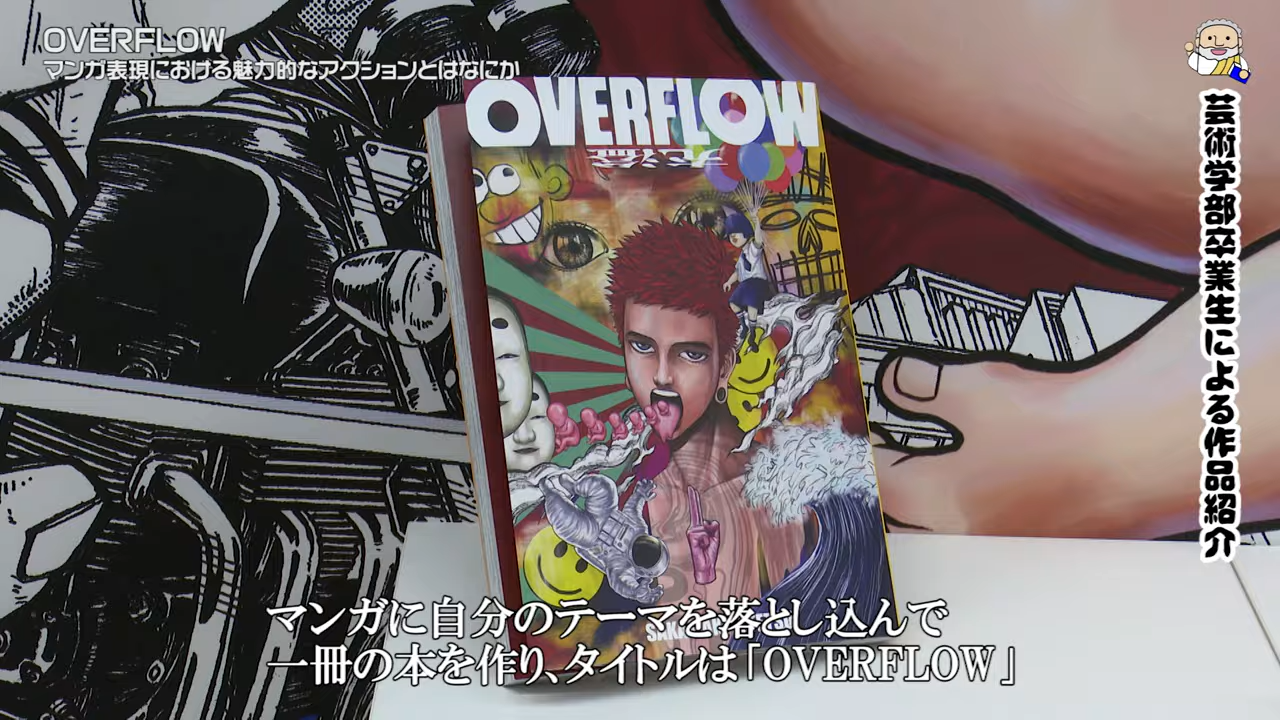 OVERFLOW
マンガ表現における魅力的なアクションとはなにか
芸術学部卒業生による作品紹介
OVERFLOW
マンガに自分のテーマを落とし込んで
一冊の本を作り、タイトルは「OVERFLOW」